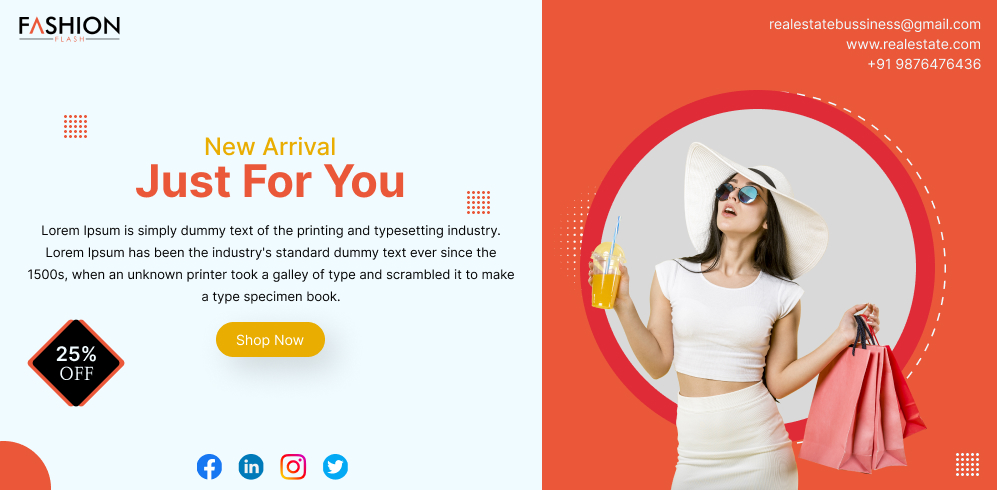 FASHION
FLASH
realestatebussiness@gmail.com
www.realestate.com
+91 9876476436
New Arrival
Just For You
Lorem Ipsum is simply dummy text of the printing and typesetting industry.
Lorem Ipsum has been the industry's standard dummy text ever since the
1500s, when an unknown printer took a galley of type and scrambled it to make
a type specimen book.
Shop Now
25%
OFF